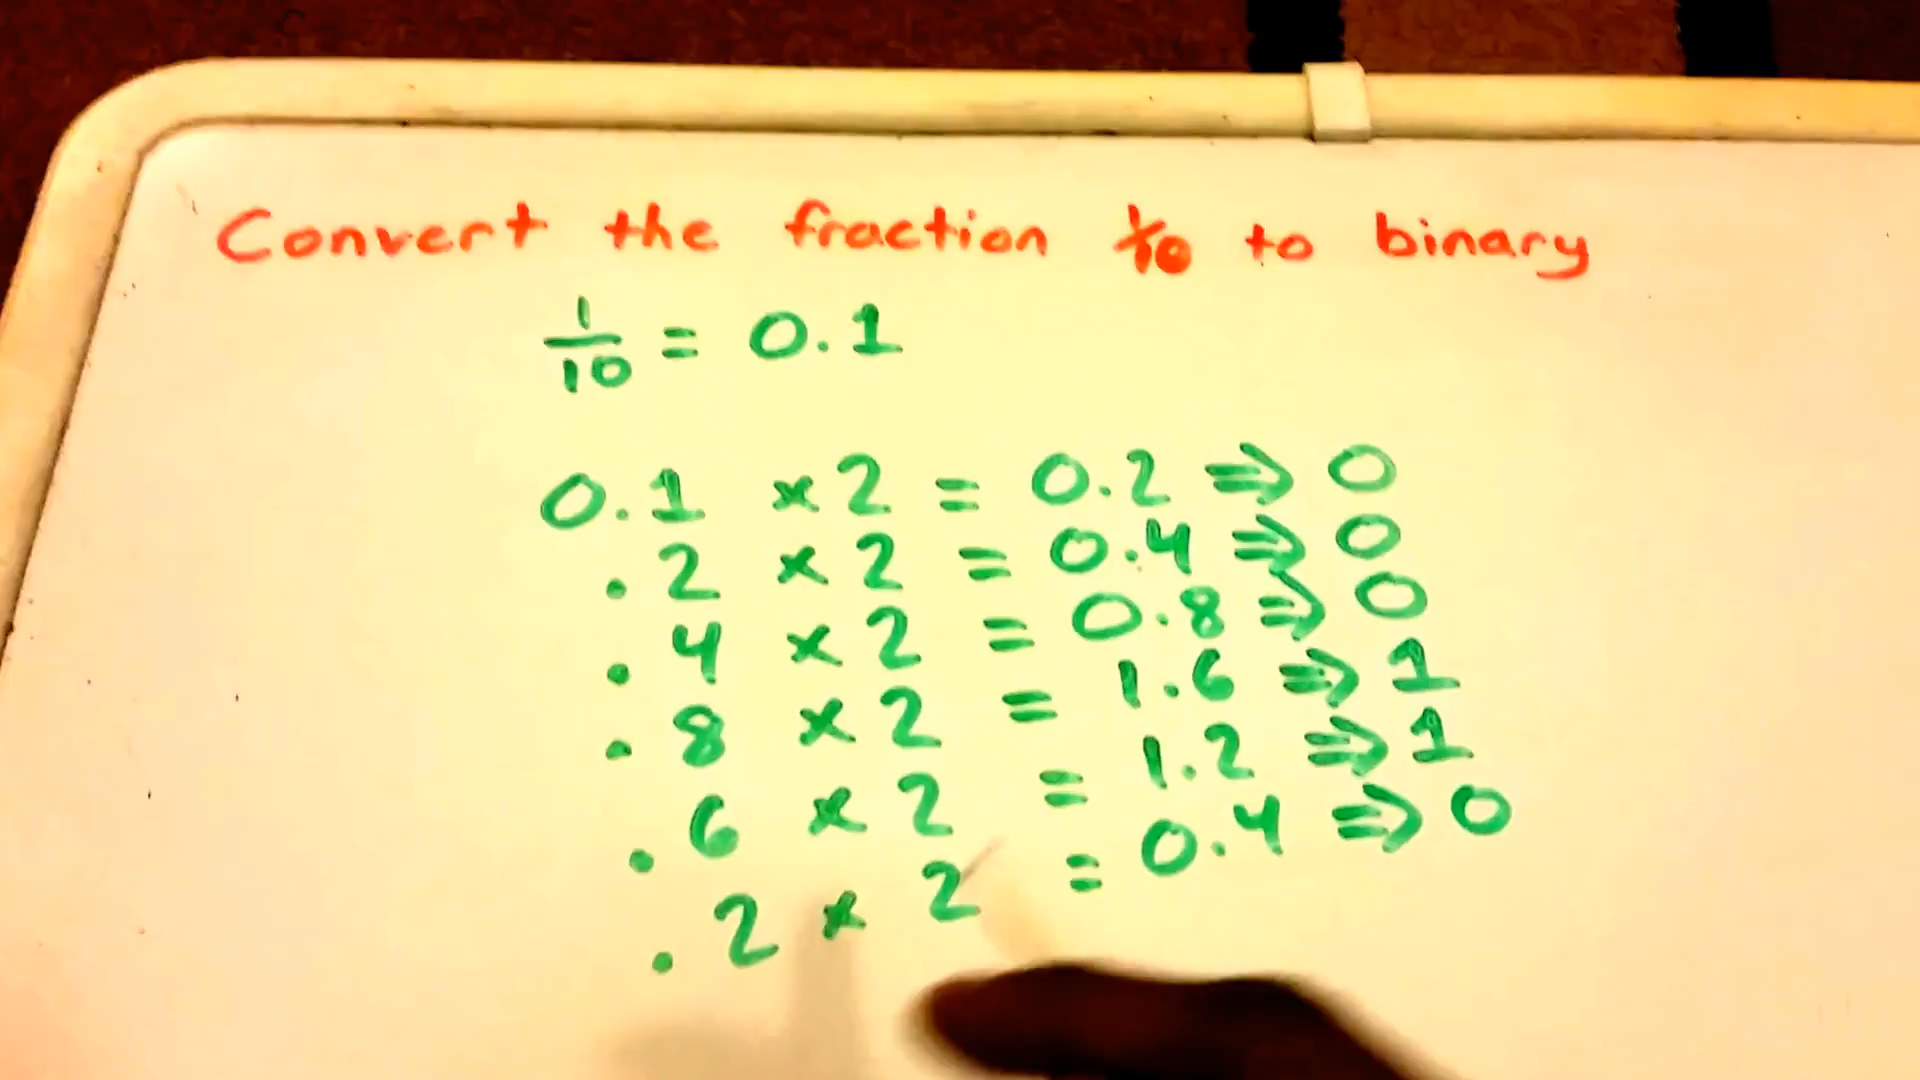 Convert the fraction 1/10 to binary
1/10 = 0.1
0.1 × 2 = 0.2 ⇒ 0
.2 × 2 = 0.4 ⇒ 0
.4 × 2 = 0.8 ⇒ 0
.8 × 2 = 1.6 ⇒ 1
.6 × 2 = 1.2 ⇒ 1
.2 × 2 = 0.4 ⇒ 0